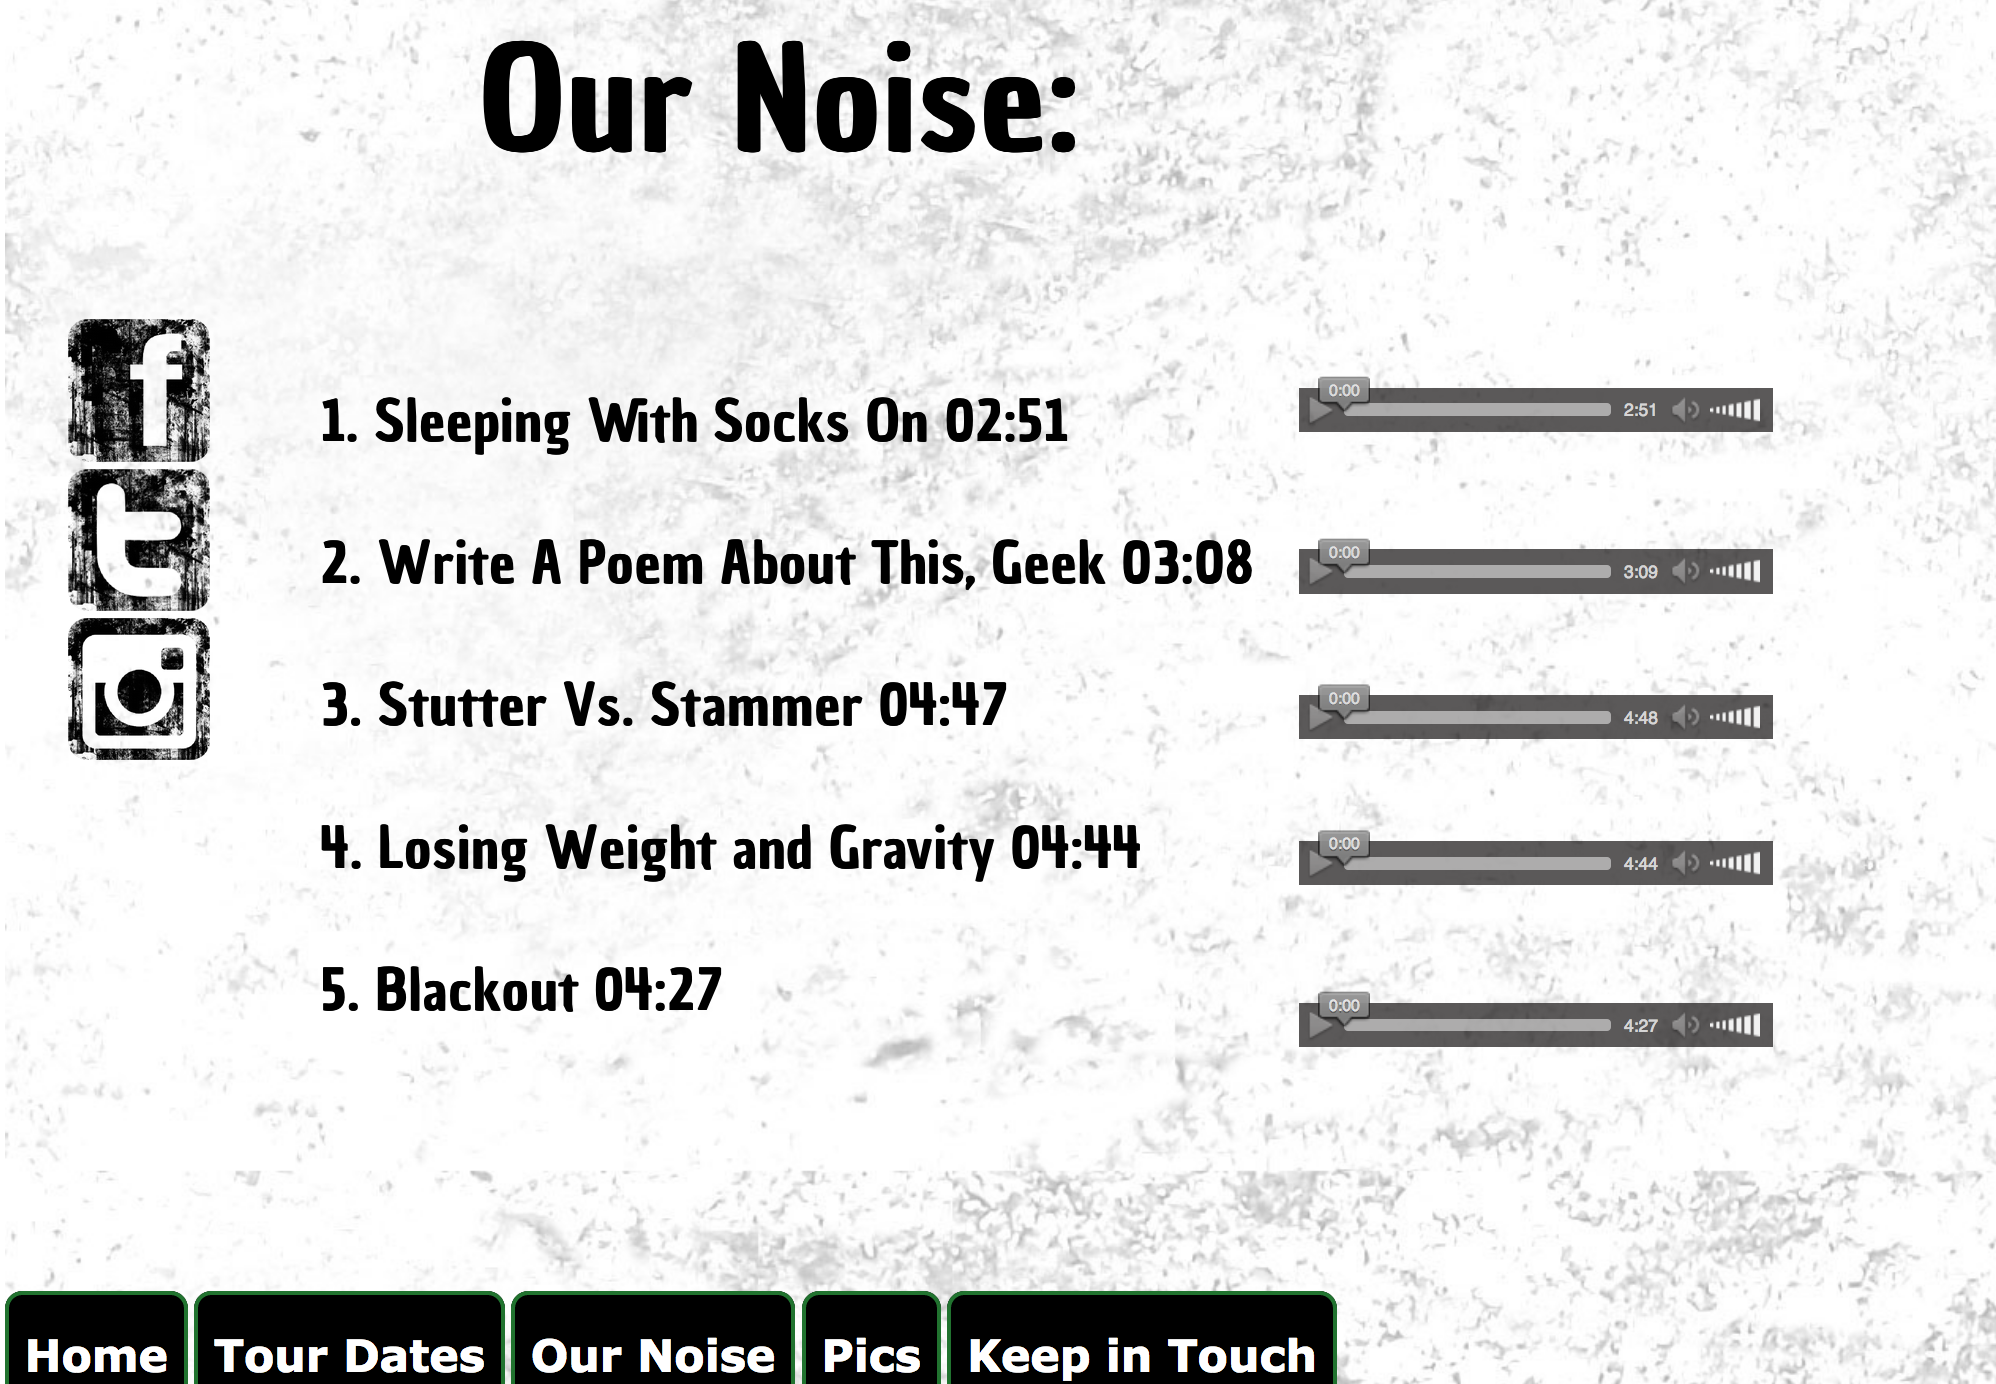 Our Noise:
1. Sleeping With Socks On 02:51
0:00 2:51
2. Write A Poem About This, Geek 03:08
0:00 3:09
3. Stutter Vs. Stammer 04:47
0:00 4:48
4. Losing Weight and Gravity 04:44
0:00 4:44
5. Blackout 04:27
0:00 4:27
Home Tour Dates Our Noise Pics Keep in Touch